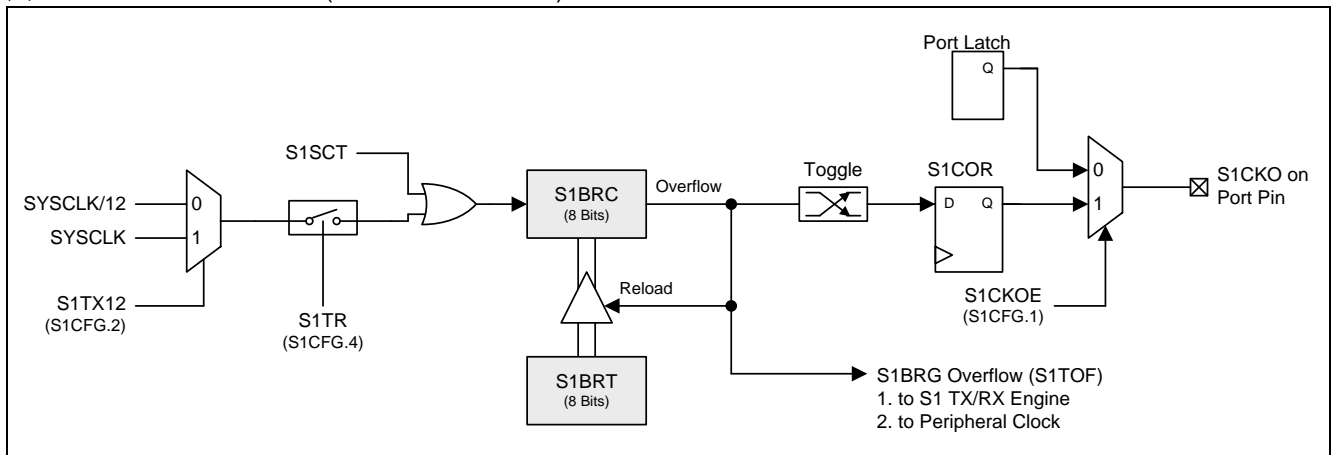 Port Latch
Q
S1SCT
Toggle
S1COR
SYSCLK/12
0
SYSCLK
1
S1BRC
(8 Bits)
Overflow
D
Q
0
1
S1CKO on
Port Pin
S1TX12
(S1CFG.2)
S1TR
(S1CFG.4)
Reload
S1CKOE
(S1CFG.1)
S1BRT
(8 Bits)
S1BRG Overflow (S1TOF)
1. to S1 TX/RX Engine
2. to Peripheral Clock